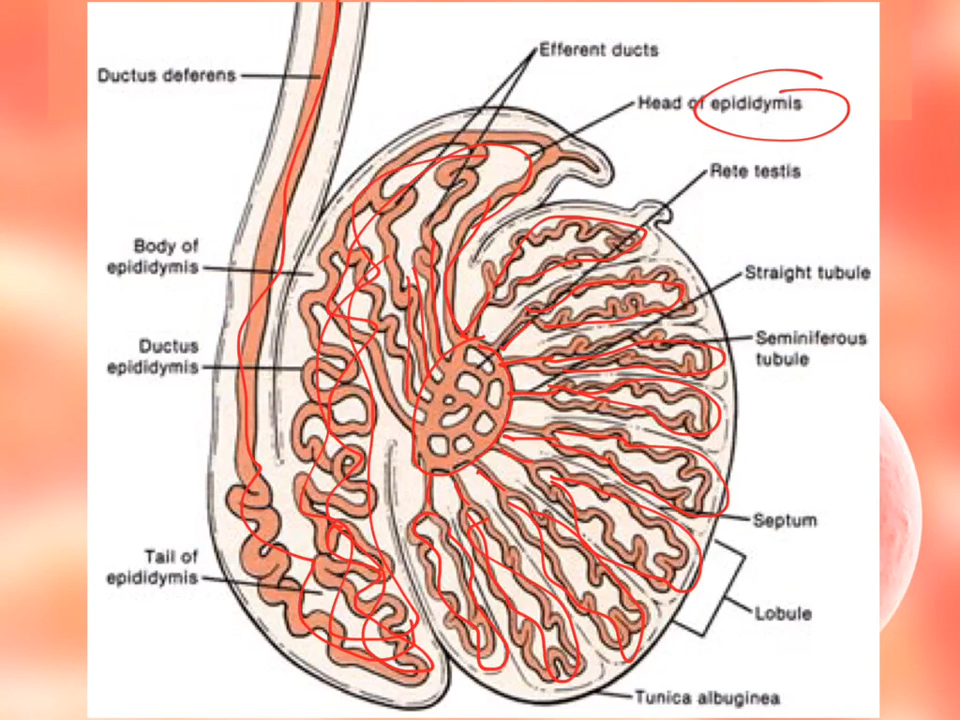 Efferent ducts
Ductus deferens
Head of epididymis
Rete testis
Body of
epididymis
Straight tubule
Seminiferous
tubule
Ductus
epididymis
Septum
Tail of
epididymis
Lobule
Tunica albuginea